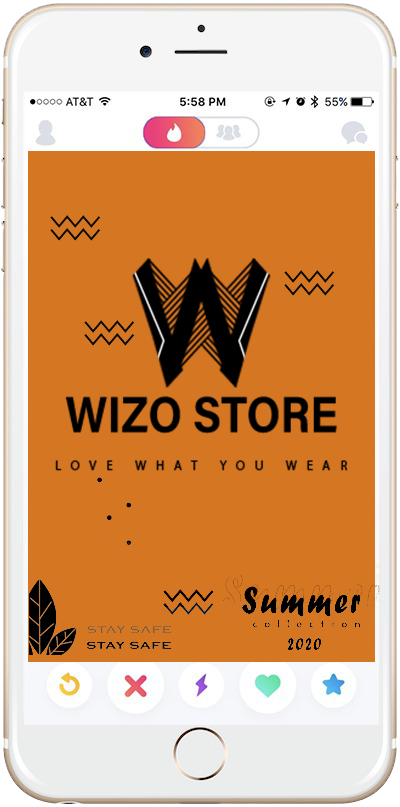 AT&T 5:58 PM 55%
W
WIZO STORE
LOVE WHAT YOU WEAR
Summer
Summer
collection
STAY SAFE
STAY SAFE
2020